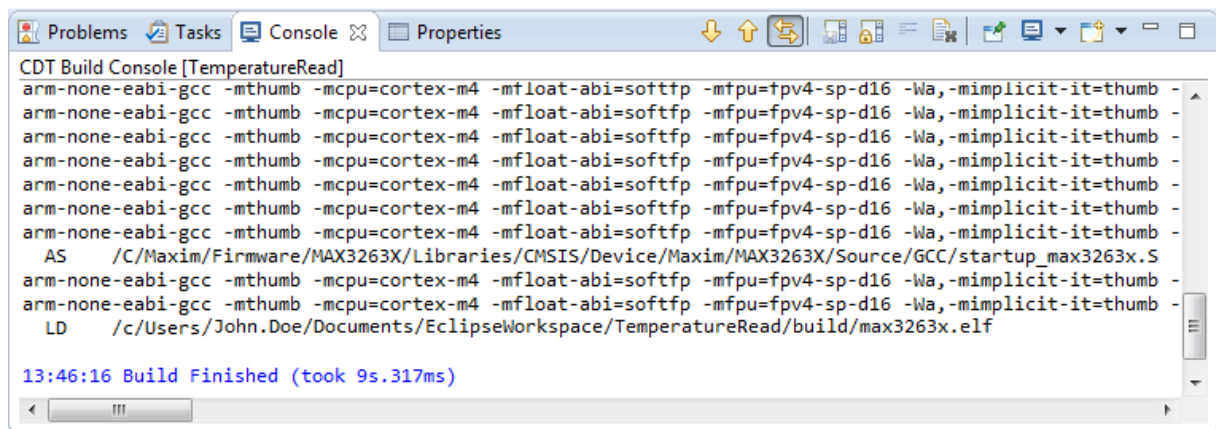 Problems Tasks Console Properties
CDT Build Console [TemperatureRead]
arm-none-eabi-gcc -mthumb -mcpu=cortex-m4 -mfloat-abi=softfp -mfpu=fpv4-sp-d16 -Wa,-mimplicit-it=thumb -
arm-none-eabi-gcc -mthumb -mcpu=cortex-m4 -mfloat-abi=softfp -mfpu=fpv4-sp-d16 -Wa,-mimplicit-it=thumb -
arm-none-eabi-gcc -mthumb -mcpu=cortex-m4 -mfloat-abi=softfp -mfpu=fpv4-sp-d16 -Wa,-mimplicit-it=thumb -
arm-none-eabi-gcc -mthumb -mcpu=cortex-m4 -mfloat-abi=softfp -mfpu=fpv4-sp-d16 -Wa,-mimplicit-it=thumb -
arm-none-eabi-gcc -mthumb -mcpu=cortex-m4 -mfloat-abi=softfp -mfpu=fpv4-sp-d16 -Wa,-mimplicit-it=thumb -
arm-none-eabi-gcc -mthumb -mcpu=cortex-m4 -mfloat-abi=softfp -mfpu=fpv4-sp-d16 -Wa,-mimplicit-it=thumb -
arm-none-eabi-gcc -mthumb -mcpu=cortex-m4 -mfloat-abi=softfp -mfpu=fpv4-sp-d16 -Wa,-mimplicit-it=thumb -
AS /C/Maxim/Firmware/MAX3263X/Libraries/CMSIS/Device/Maxim/MAX3263X/Source/GCC/startup_max3263x.S
arm-none-eabi-gcc -mthumb -mcpu=cortex-m4 -mfloat-abi=softfp -mfpu=fpv4-sp-d16 -Wa,-mimplicit-it=thumb -
arm-none-eabi-gcc -mthumb -mcpu=cortex-m4 -mfloat-abi=softfp -mfpu=fpv4-sp-d16 -Wa,-mimplicit-it=thumb -
LD /c/Users/John.Doe/Documents/EclipseWorkspace/TemperatureRead/build/max3263x.elf
13:46:16 Build Finished (took 9s.317ms)